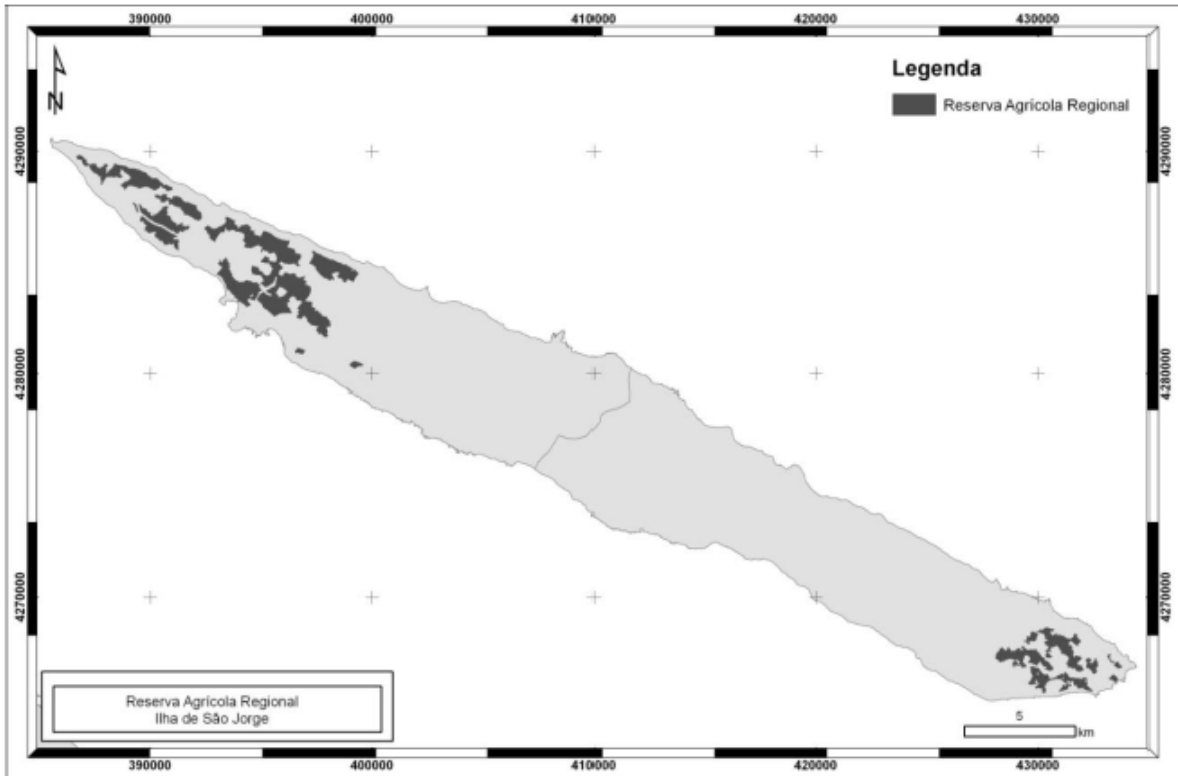 390000 400000 410000 420000 430000
N
Legenda
Reserva Agrícola Regional
4290000 4290000
4280000 4280000
4270000 4270000
Reserva Agrícola Regional
Ilha de São Jorge
5
km
390000 400000 410000 420000 430000